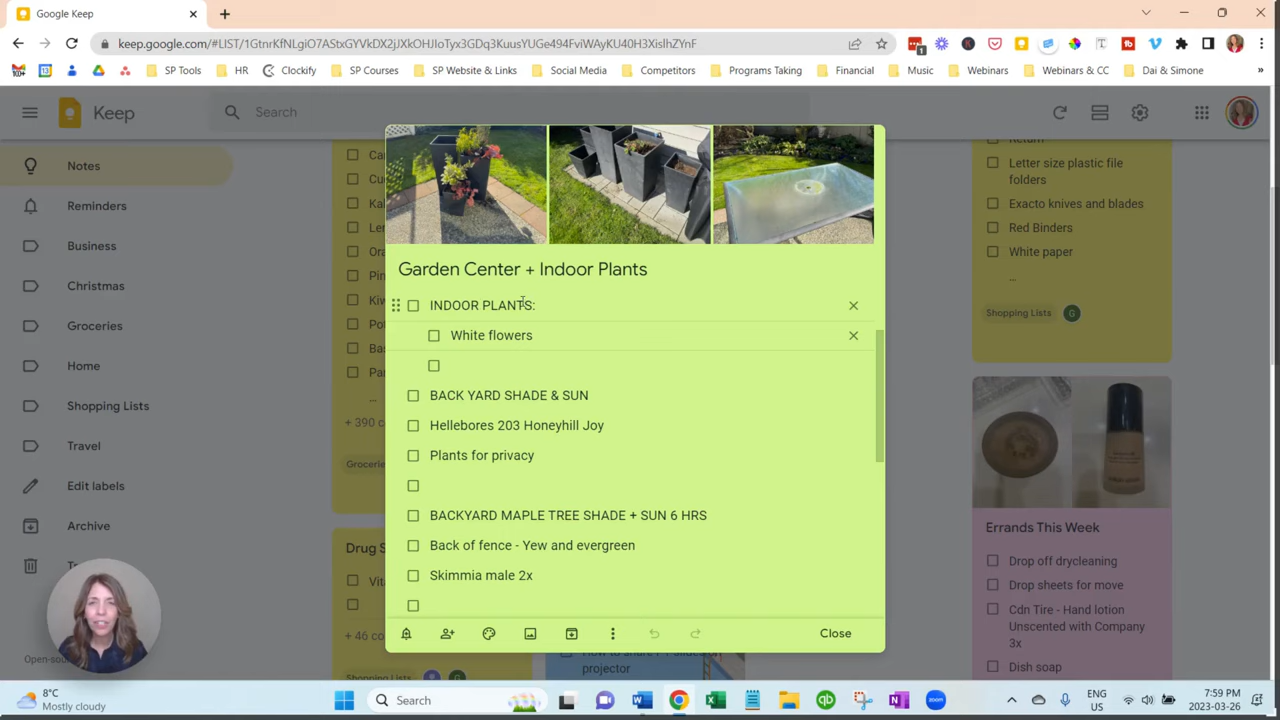 Google Keep
keep.google.com/#LIST/1GtnrKfNLgiO7AStxGYVkDX2jJXkOHJuTy3GDq3KuusYUGe494FviWAyKU40H3XislhZYnF
SP Tools
HR
Clockify
SP Courses
SP Website & Links
Social Media
Competitors
Programs Taking
Financial
Music
Webinars
Webinars & CC
Dai & Simone
»
Keep
Search
Notes
Reminders
Business
Christmas
Groceries
Home
Shopping Lists
Travel
Edit labels
Archive
+ 390
Drug S
+ 46
Garden Center + Indoor Plants
INDOOR PLANTS:
White flowers
BACK YARD SHADE & SUN
Hellebores 203 Honeyhill Joy
Plants for privacy
BACKYARD MAPLE TREE SHADE + SUN 6 HRS
Back of fence - Yew and evergreen
Skimmia male 2x
Close
projector
Letter size plastic file
folders
Exacto knives and blades
Red Binders
White paper
...
Shopping Lists
G
Errands This Week
Drop off drycleaning
Drop sheets for move
Cdn Tire - Hand lotion
Unscented with Company
3x
Dish soap
8°C
Mostly cloudy
Search
ENG
US
7:59 PM
2023-03-26